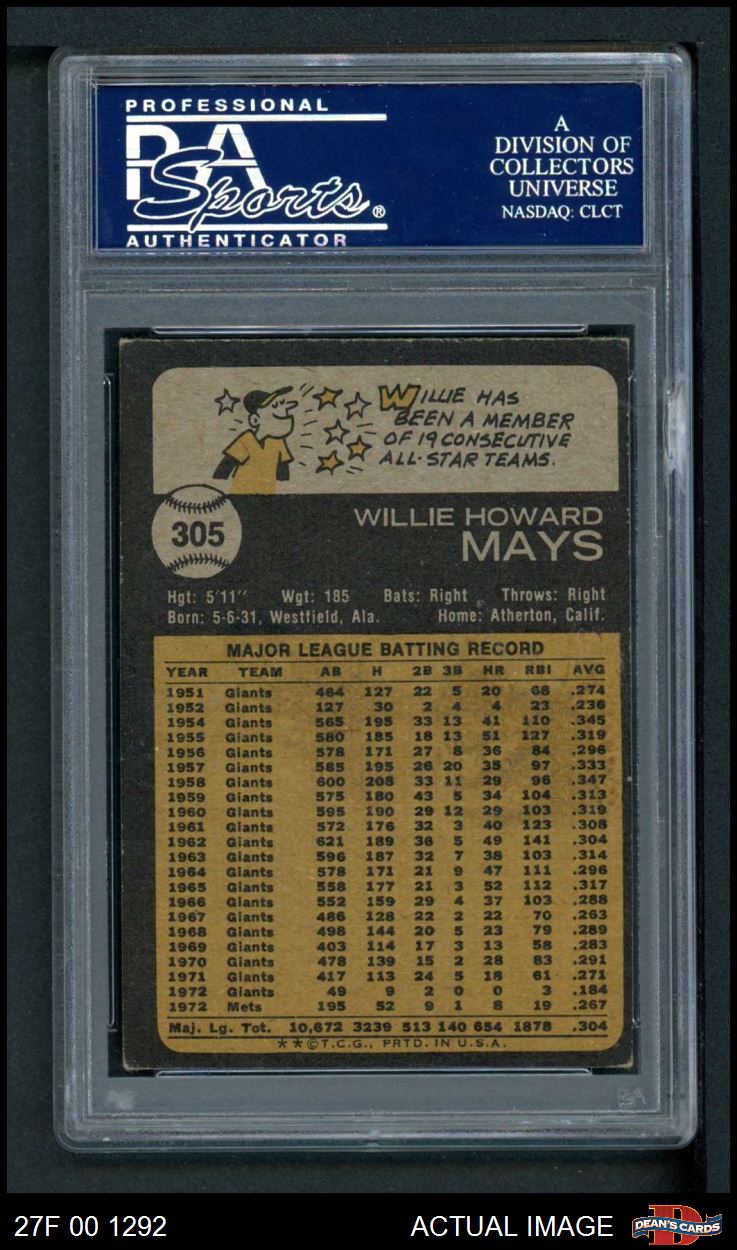 PROFESSIONAL
PSA
Sports®
AUTHENTICATOR
A
DIVISION OF
COLLECTORS
UNIVERSE
NASDAQ: CLCT
WILLIE HAS
BEEN A MEMBER
OF 19 CONSECUTIVE
ALL-STAR TEAMS.
305
WILLIE HOWARD
MAYS
Hgt: 5'11" Wgt: 185 Bats: Right Throws: Right
Born: 5-6-31, Westfield, Ala. Home: Atherton, Calif.
MAJOR LEAGUE BATTING RECORD
YEAR TEAM AB H 2B 3B HR RBI AVG
1951 Giants 464 127 22 5 20 68 .274
1952 Giants 127 30 2 4 4 23 .236
1954 Giants 565 195 33 13 41 110 .345
1955 Giants 580 185 18 13 51 127 .319
1956 Giants 578 171 27 8 36 84 .296
1957 Giants 585 195 26 20 35 97 .333
1958 Giants 600 208 33 11 29 96 .347
1959 Giants 575 180 43 5 34 104 .313
1960 Giants 595 190 29 12 29 103 .319
1961 Giants 572 176 32 3 40 123 .308
1962 Giants 621 189 36 5 49 141 .304
1963 Giants 596 187 32 7 38 103 .314
1964 Giants 578 171 21 9 47 111 .296
1965 Giants 558 177 21 3 52 112 .317
1966 Giants 552 159 29 4 37 103 .288
1967 Giants 486 128 22 2 22 70 .263
1968 Giants 498 144 20 5 23 79 .289
1969 Giants 403 114 17 3 13 58 .283
1970 Giants 478 139 15 2 28 83 .291
1971 Giants 417 113 24 5 18 61 .271
1972 Giants 49 9 2 0 0 3 .184
1972 Mets 195 52 9 1 8 19 .267
Maj. Lg. Tot. 10,672 3239 513 140 654 1878 .304
**©T.C.G., PRTD. IN U.S.A.
27F 00 1292
ACTUAL IMAGE
DEAN'S CARDS